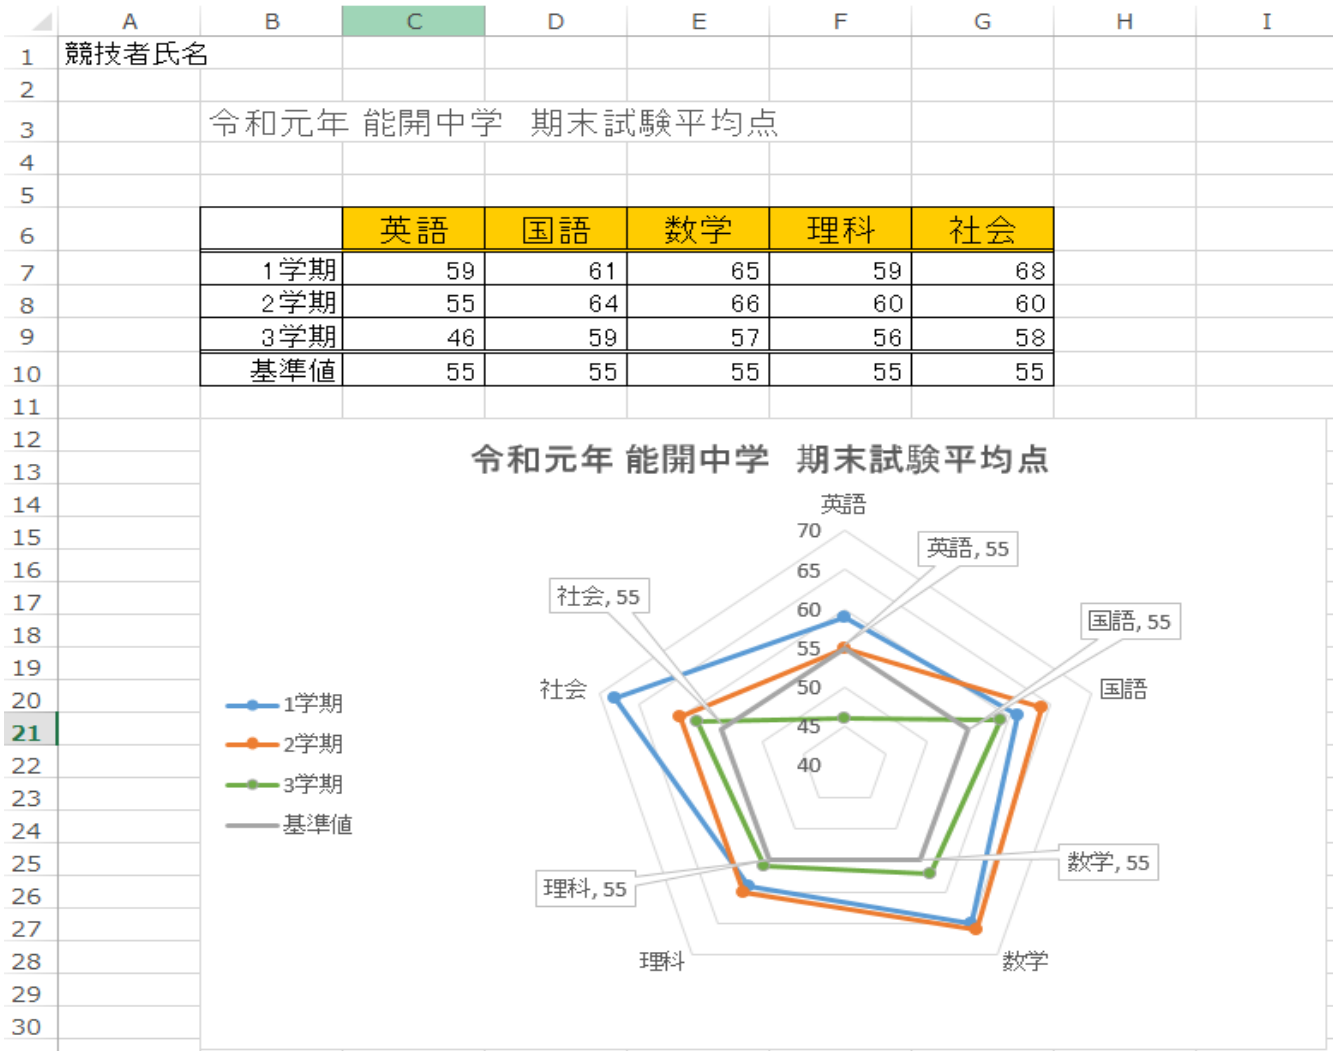 A B C D E F G H I
1 競技者氏名
2
3 令和元年 能開中学　期末試験平均点
4
5
6 英語 国語 数学 理科 社会
7 1学期 59 61 65 59 68
8 2学期 55 64 66 60 60
9 3学期 46 59 57 56 58
10 基準値 55 55 55 55 55
11
12
13 令和元年 能開中学　期末試験平均点
14 英語
15 70
英語, 55
16 65
17 社会, 55
60
国語, 55
18
19 55
20 社会 50 国語
1学期
21 45
22 2学期
40
23 3学期
24 基準値
25 数学, 55
26 理科, 55
27
28 理科 数学
29
30